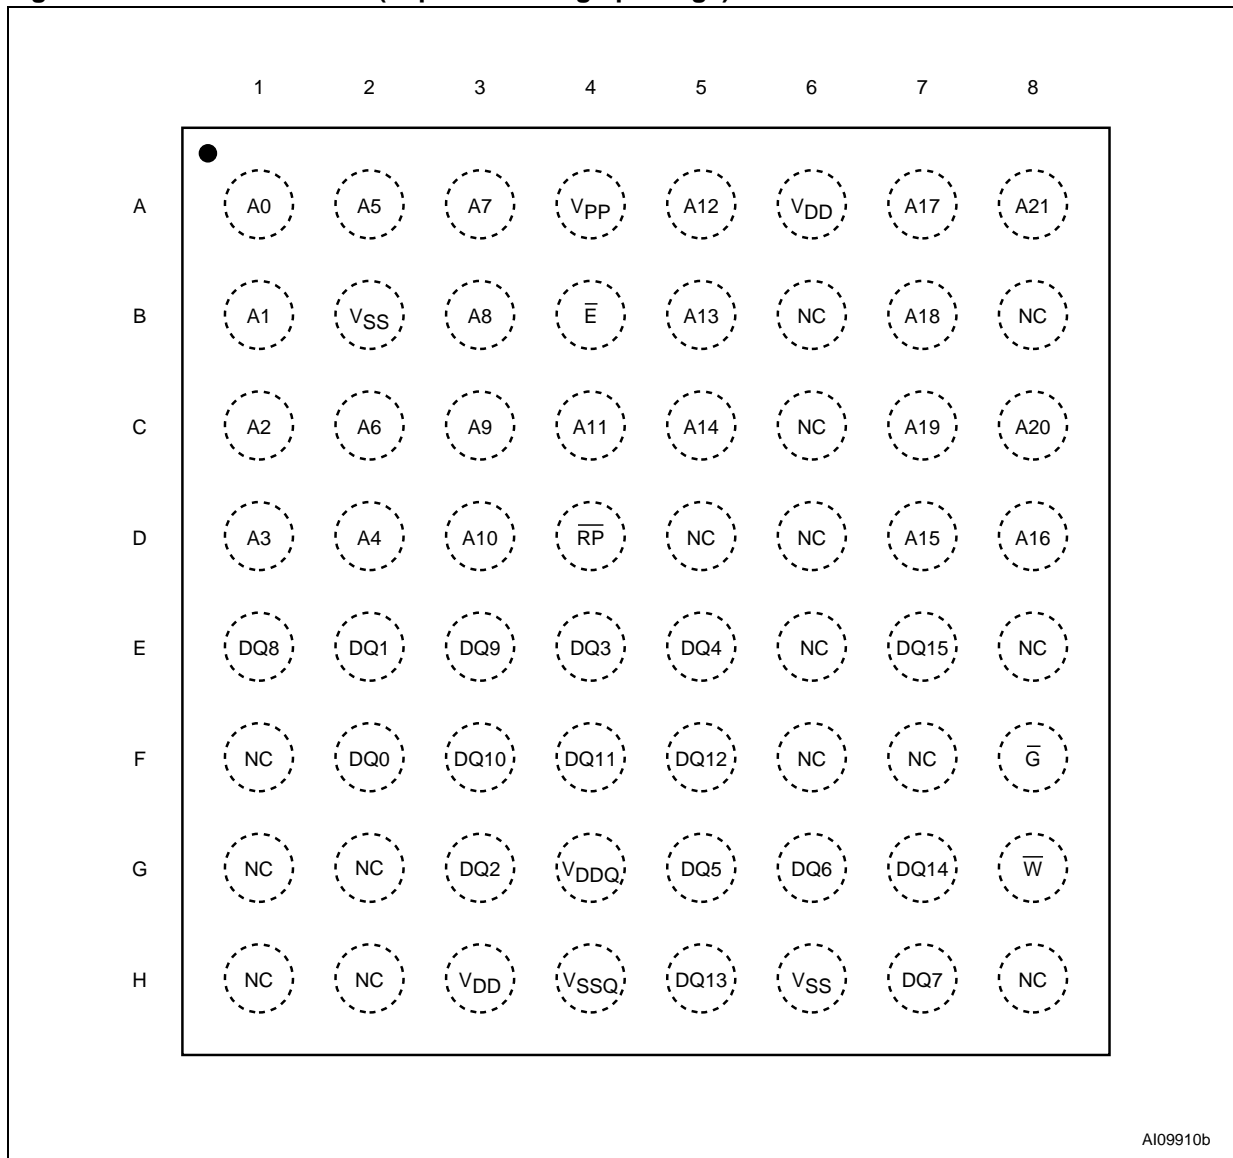 1 2 3 4 5 6 7 8
A A0 A5 A7 VPP A12 VDD A17 A21
B A1 VSS A8 E̅ A13 NC A18 NC
C A2 A6 A9 A11 A14 NC A19 A20
D A3 A4 A10 R̅P̅ NC NC A15 A16
E DQ8 DQ1 DQ9 DQ3 DQ4 NC DQ15 NC
F NC DQ0 DQ10 DQ11 DQ12 NC NC G̅
G NC NC DQ2 VDDQ DQ5 DQ6 DQ14 W̅
H NC NC VDD VSSQ DQ13 VSS DQ7 NC
AI09910b